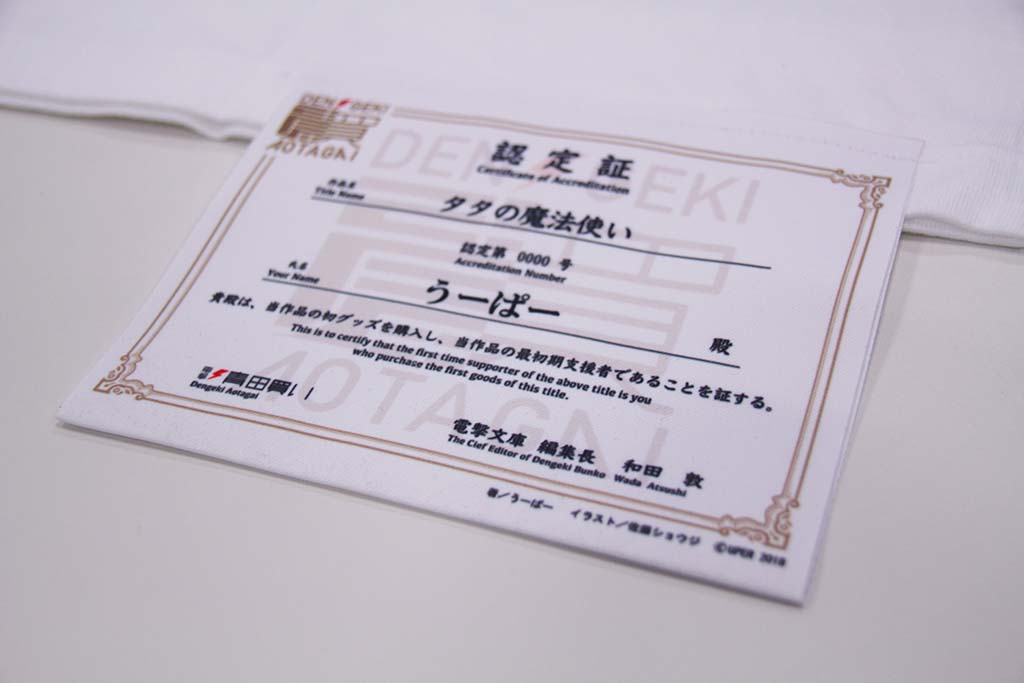 DENGEKI
AOTAGAI
DENGEKI
認定証
Certificate of Accreditation
作品名
Title Name
タタの魔法使い
認定第 0000 号
Accreditation Number
氏名
Your Name
うーぱー
殿
貴殿は、当作品の初グッズを購入し、当作品の最初期支援者であることを証する。
This is to certify that the first time supporter of the above title is you
who purchase the first goods of this title.
AOTAGAI
Dengeki Aotagai
電撃文庫 編集長 和田 敦
The Clef Editor of Dengeki Bunko Wada Atsushi
著／うーぱー イラスト／佐藤ショウジ ©UPER 2018